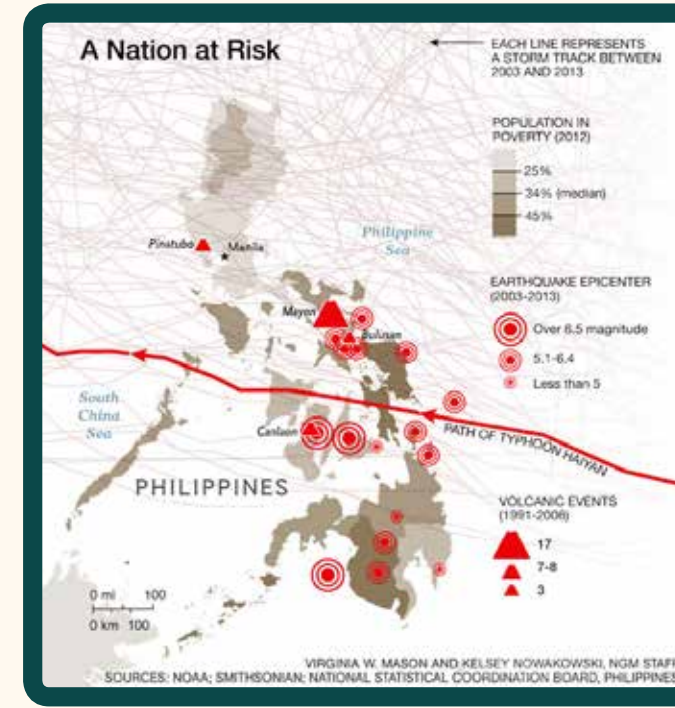 A Nation at Risk
EACH LINE REPRESENTS
A STORM TRACK BETWEEN
2003 AND 2013
POPULATION IN
POVERTY (2012)
25%
34% (median)
45%
Philippine
Sea
Pinatubo
Manila
EARTHQUAKE EPICENTER
(2003-2013)
Over 6.5 magnitude
5.1-6.4
Less than 5
Mayon
Bulusan
South
China
Sea
Canlaon
PATH OF TYPHOON HAIYAN
PHILIPPINES
VOLCANIC EVENTS
(1991-2006)
17
7-8
3
0 mi 100
0 km 100
VIRGINIA W. MASON AND KELSEY NOWAKOWSKI, NGM STAFF
SOURCES: NOAA; SMITHSONIAN; NATIONAL STATISTICAL COORDINATION BOARD, PHILIPPINES